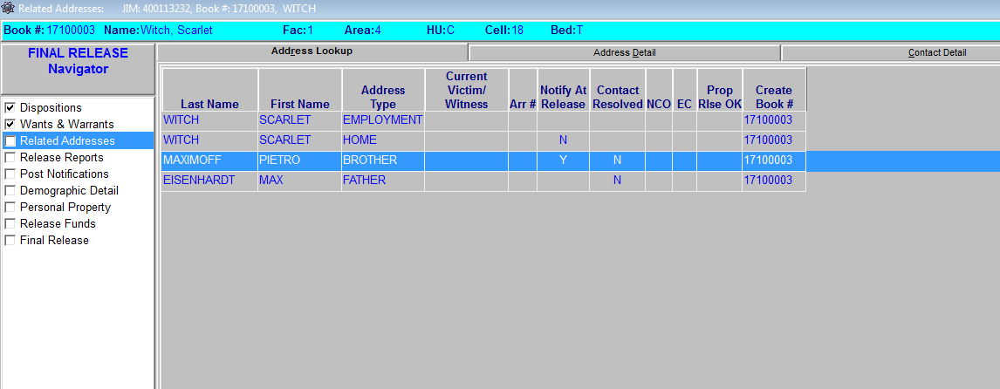 Related Addresses: JIM: 400113232, Book #: 17100003, WITCH
Book #: 17100003 Name: Witch, Scarlet Fac: 1 Area: 4 HU: C Cell: 18 Bed: T
FINAL RELEASE
Navigator
Dispositions
Wants & Warrants
Related Addresses
Release Reports
Post Notifications
Demographic Detail
Personal Property
Release Funds
Final Release
Address Lookup Address Detail Contact Detail
Last Name First Name Address Type Current Victim/ Witness Arr # Notify At Release Contact Resolved NCO EC Prop Rlse OK Create Book #
WITCH SCARLET EMPLOYMENT 17100003
WITCH SCARLET HOME N 17100003
MAXIMOFF PIETRO BROTHER Y N 17100003
EISENHARDT MAX FATHER N 17100003